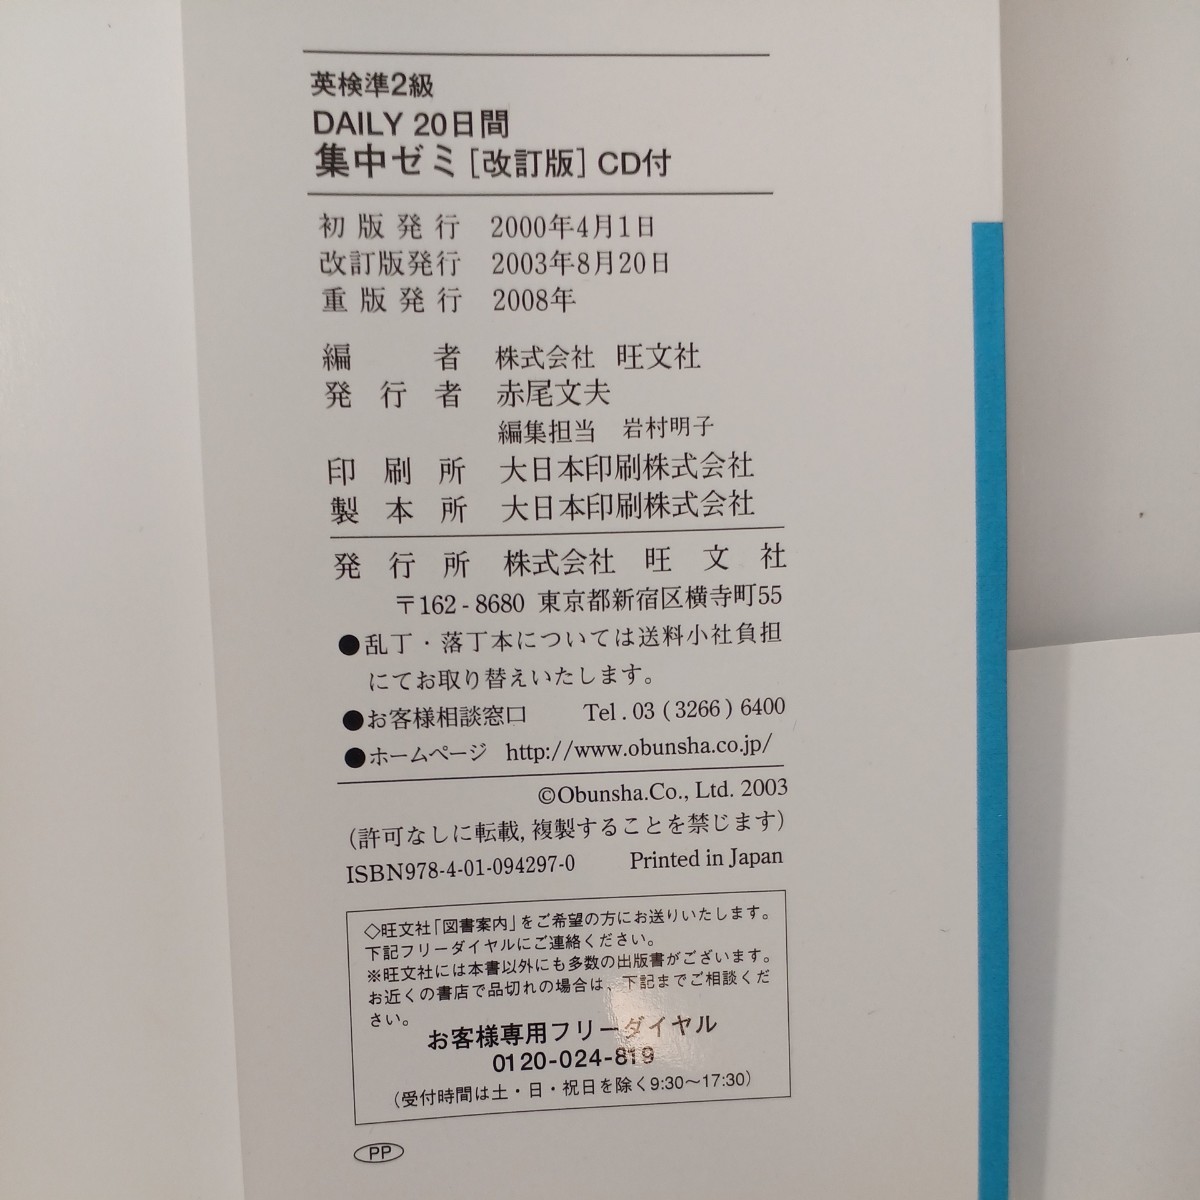 英検準2級
DAILY 20日間
集中ゼミ［改訂版］CD付
初版発行 2000年4月1日
改訂版発行 2003年8月20日
重版発行 2008年
編者 株式会社 旺文社
発行者 赤尾文夫
編集担当 岩村明子
印刷所 大日本印刷株式会社
製本所 大日本印刷株式会社
発行所 株式会社 旺文社
〒162-8680 東京都新宿区横寺町55
●乱丁・落丁本については送料小社負担
にてお取り替えいたします。
●お客様相談窓口 Tel.03(3266)6400
●ホームページ http://www.obunsha.co.jp/
©Obunsha.Co., Ltd. 2003
(許可なしに転載, 複製することを禁じます)
ISBN978-4-01-094297-0 Printed in Japan
◇旺文社「図書案内」をご希望の方にお送りいたします。
下記フリーダイヤルにご連絡ください。
※旺文社には本書以外にも多数の出版書がございます。
お近くの書店で品切れの場合は、下記までご相談くだ
さい。
お客様専用フリーダイヤル
0120-024-819
(受付時間は土・日・祝日を除く9:30〜17:30)
PP